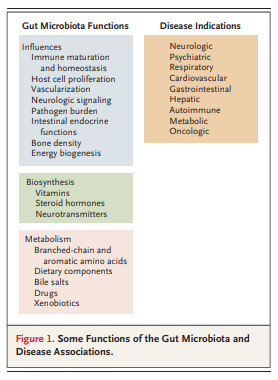 Gut Microbiota Functions
Influences
Immune maturation
and homeostasis
Host cell proliferation
Vascularization
Neurologic signaling
Pathogen burden
Intestinal endocrine
functions
Bone density
Energy biogenesis
Biosynthesis
Vitamins
Steroid hormones
Neurotransmitters
Metabolism
Branched-chain and
aromatic amino acids
Dietary components
Bile salts
Drugs
Xenobiotics
Disease Indications
Neurologic
Psychiatric
Respiratory
Cardiovascular
Gastrointestinal
Hepatic
Autoimmune
Metabolic
Oncologic
Figure 1. Some Functions of the Gut Microbiota and
Disease Associations.